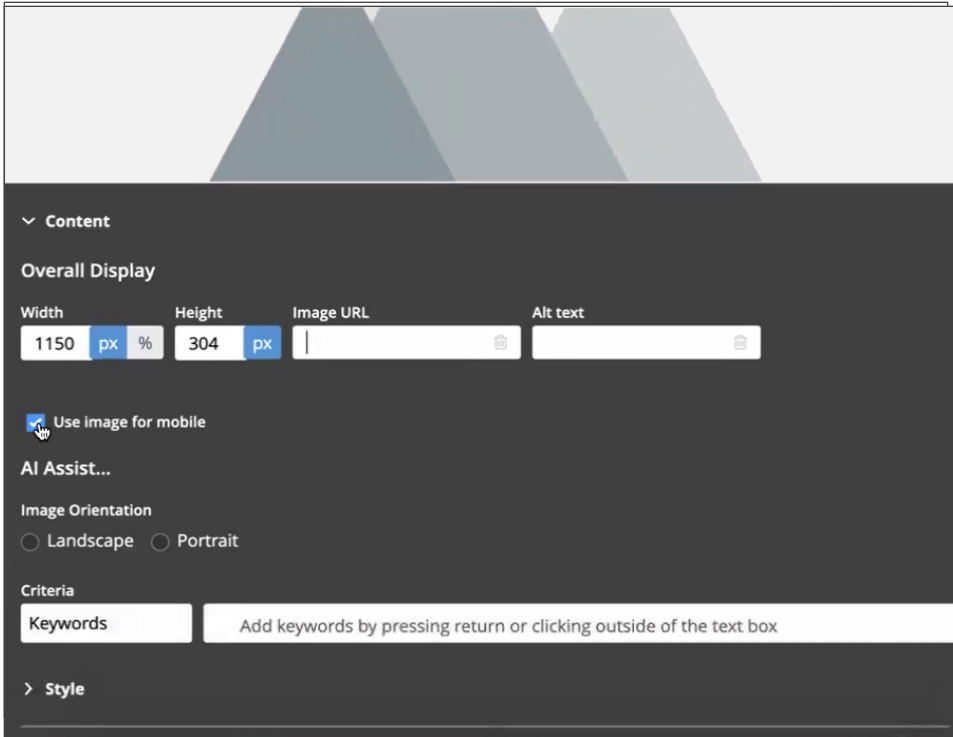 Content
Overall Display
Width Height Image URL Alt text
1150 px % 304 px
Use image for mobile
AI Assist...
Image Orientation
Landscape Portrait
Criteria
Keywords Add keywords by pressing return or clicking outside of the text box
Style